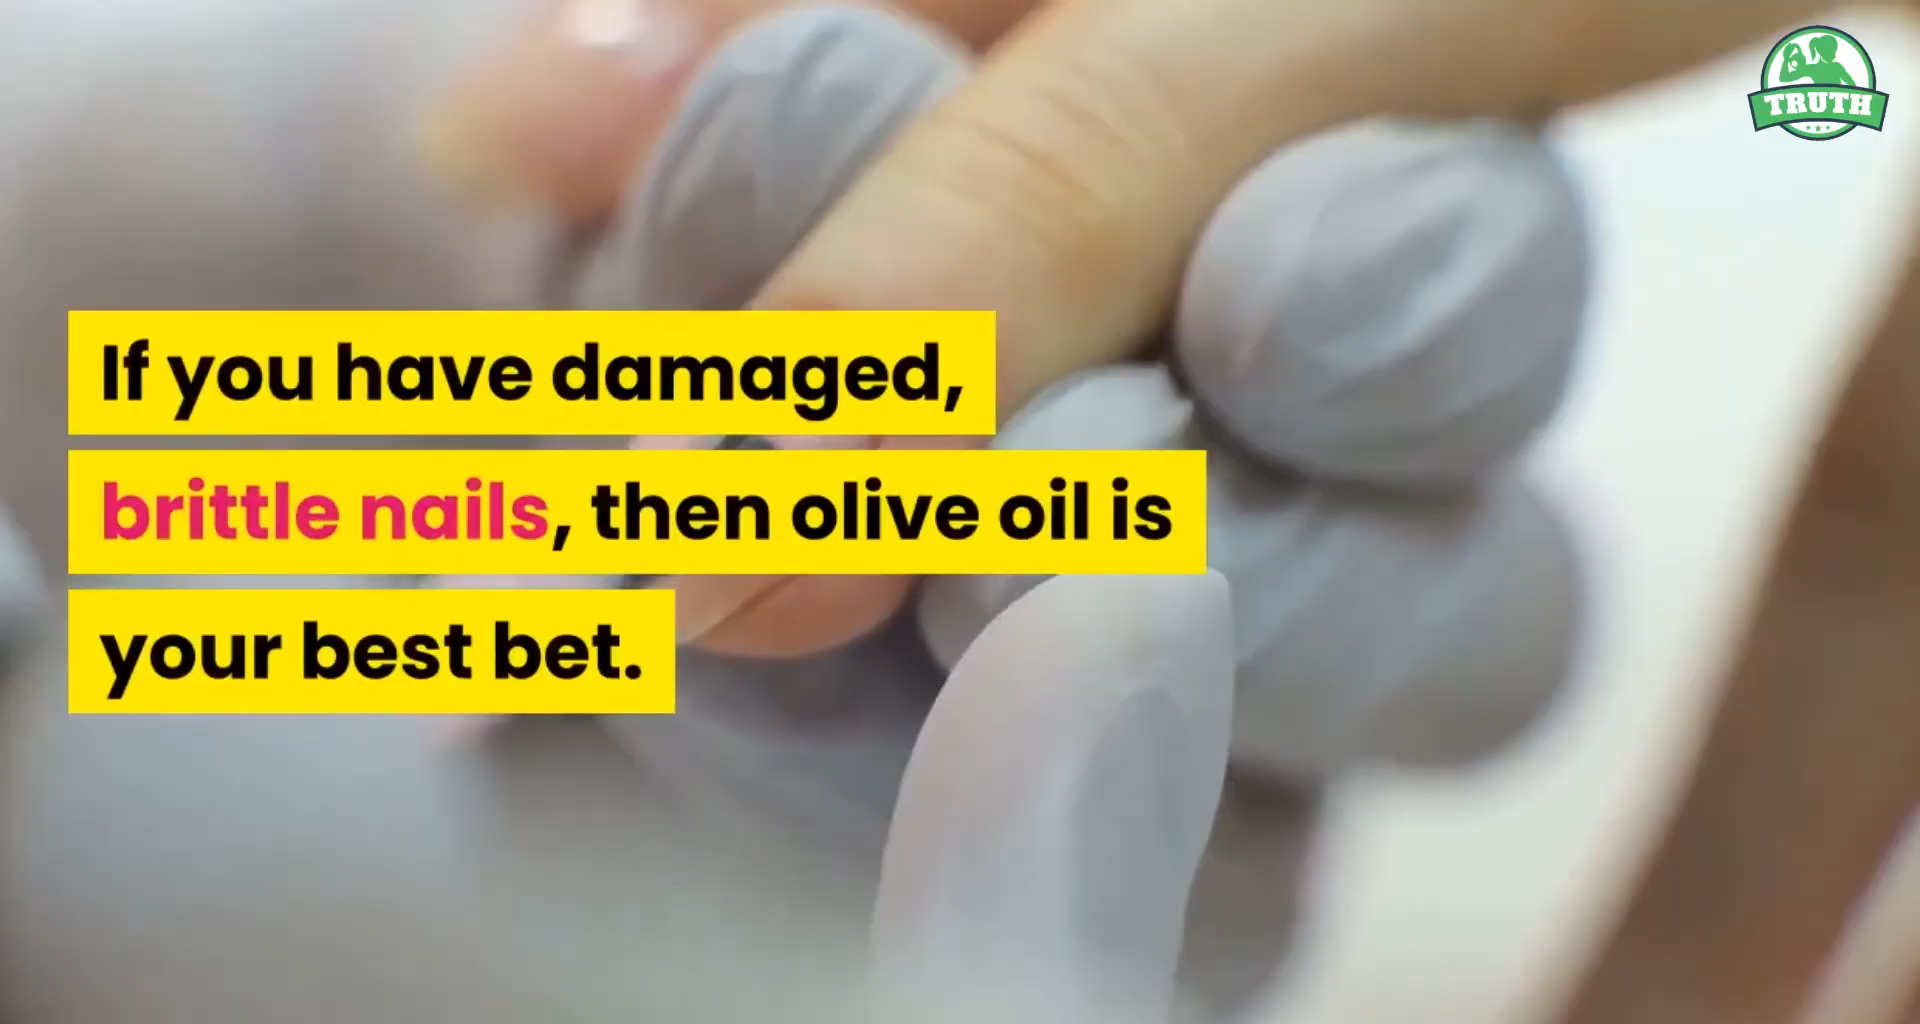 TRUTH
If you have damaged,
brittle nails, then olive oil is
your best bet.